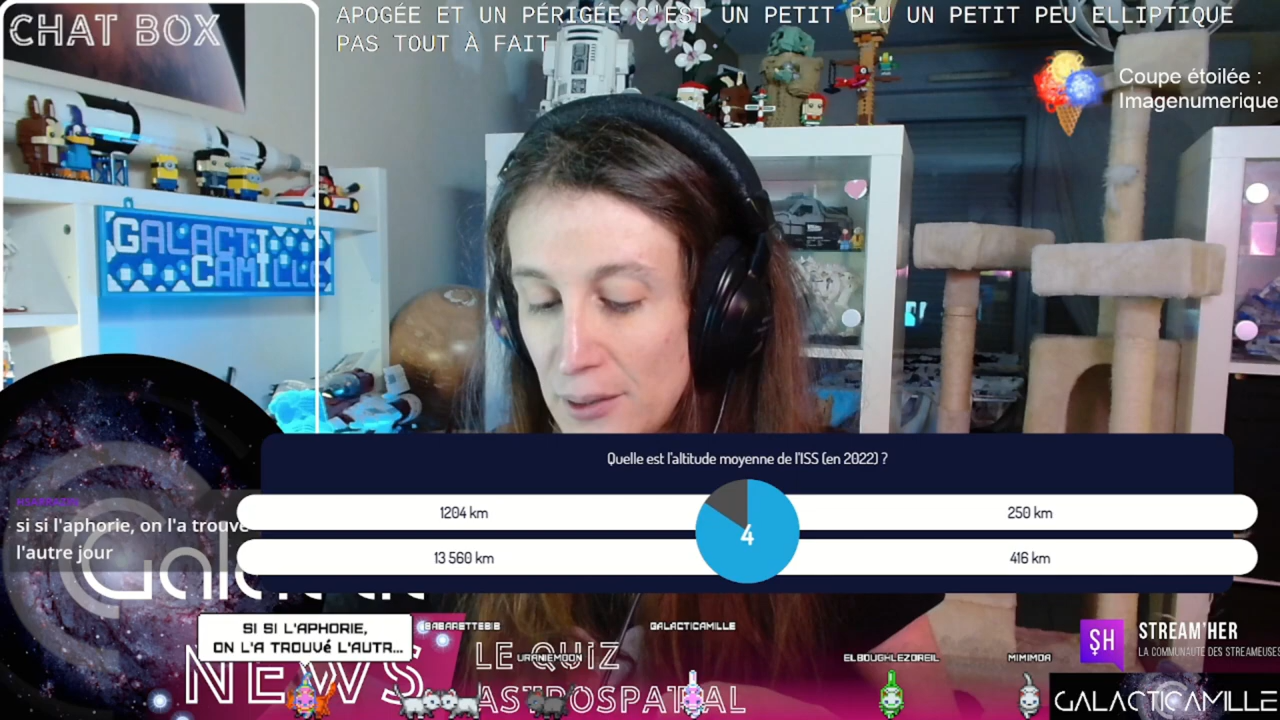 CHAT BOX
APOGÉE ET UN PÉRIGÉE C'EST UN PETIT PEU UN PETIT PEU ELLIPTIQUE
PAS TOUT À FAIT
Coupe étoilée :
Imagenumerique
GALACTI
CAMILLE
Quelle est l'altitude moyenne de l'ISS (en 2022) ?
1204 km
250 km
4
13 560 km
416 km
si si l'aphorie, on l'a trouvé
l'autre jour
SI SI L'APHORIE,
ON L'A TROUVé L'AUTR...
BABARETTEBIB
GALACTICAMILLE
URANIEMOON
ELBOUGHLEZOREIL
MIMIMOA
NEWS
LE QUIZ
ASTROSPATIAL
SH
STREAM'HER
LA COMMUNAUTÉ DES STREAMEUSES
GALACTICAMILLE